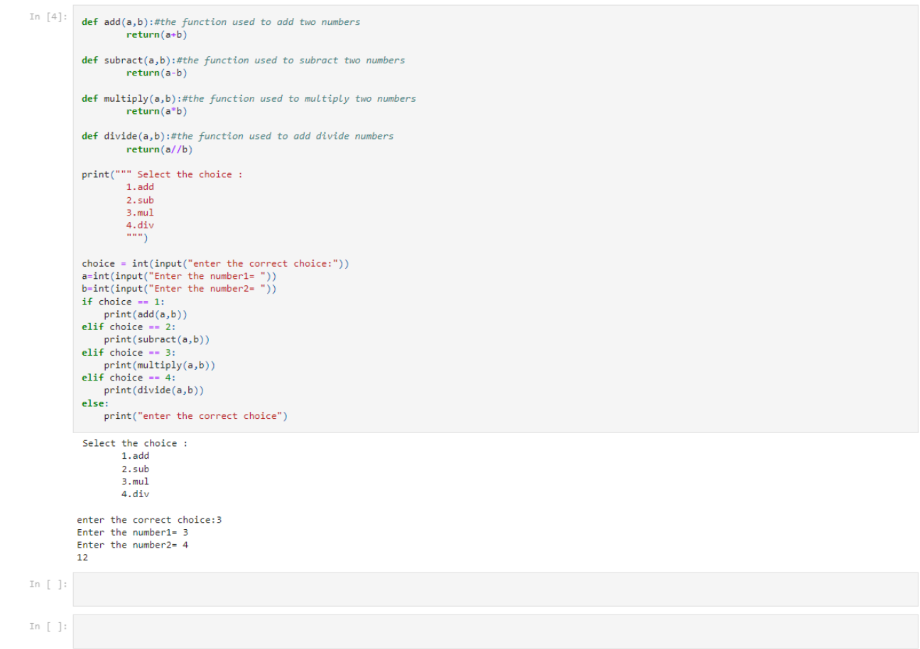 In [4]:
def add(a,b):#the function used to add two numbers
        return(a+b)

def subract(a,b):#the function used to subract two numbers
        return(a-b)

def multiply(a,b):#the function used to multiply two numbers
        return(a*b)

def divide(a,b):#the function used to add divide numbers
        return(a//b)

print(""" Select the choice :
        1.add
        2.sub
        3.mul
        4.div
        """)

choice = int(input("enter the correct choice:"))
a=int(input("Enter the number1= "))
b=int(input("Enter the number2= "))
if choice == 1:
    print(add(a,b))
elif choice == 2:
    print(subract(a,b))
elif choice == 3:
    print(multiply(a,b))
elif choice == 4:
    print(divide(a,b))
else:
    print("enter the correct choice")
 Select the choice :
        1.add
        2.sub
        3.mul
        4.div

enter the correct choice:3
Enter the number1= 3
Enter the number2= 4
12
In [ ]:
In [ ]: